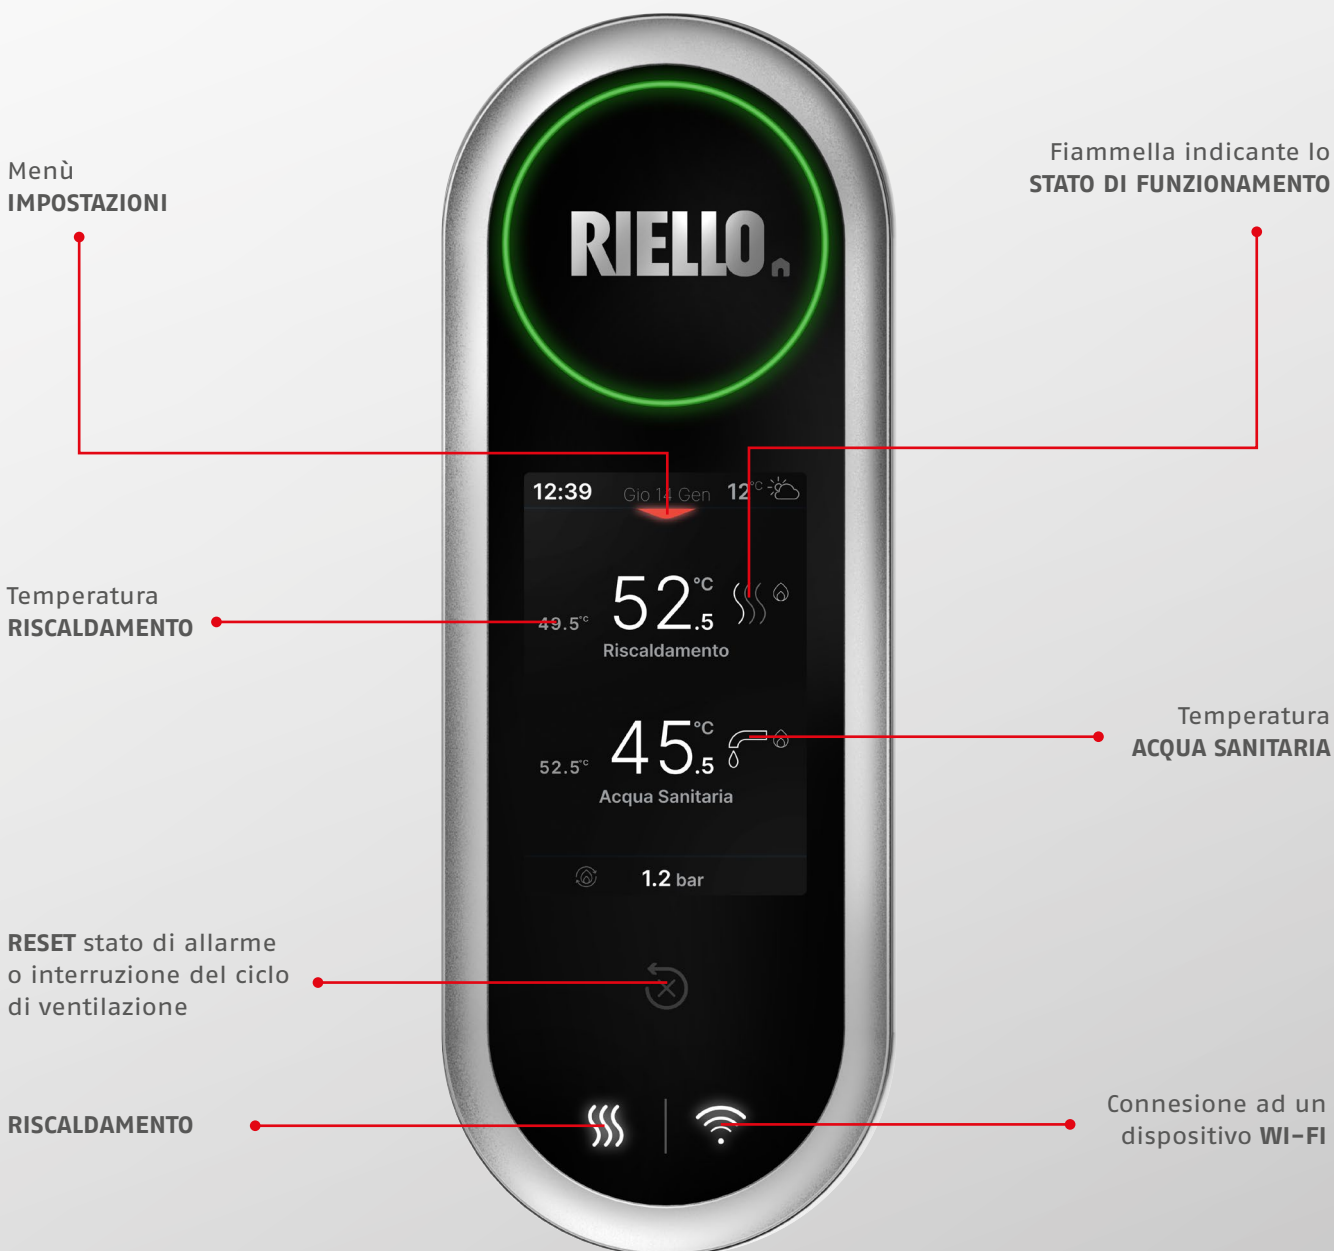 RIELLO
Menù
IMPOSTAZIONI
Fiammella indicante lo
STATO DI FUNZIONAMENTO
12:39 Gio 14 Gen 12°C
Temperatura
RISCALDAMENTO
49.5°C 52.5°C
Riscaldamento
Temperatura
ACQUA SANITARIA
52.5°C 45.5°C
Acqua Sanitaria
1.2 bar
RESET stato di allarme
o interruzione del ciclo
di ventilazione
RISCALDAMENTO
Connesione ad un
dispositivo WI-FI